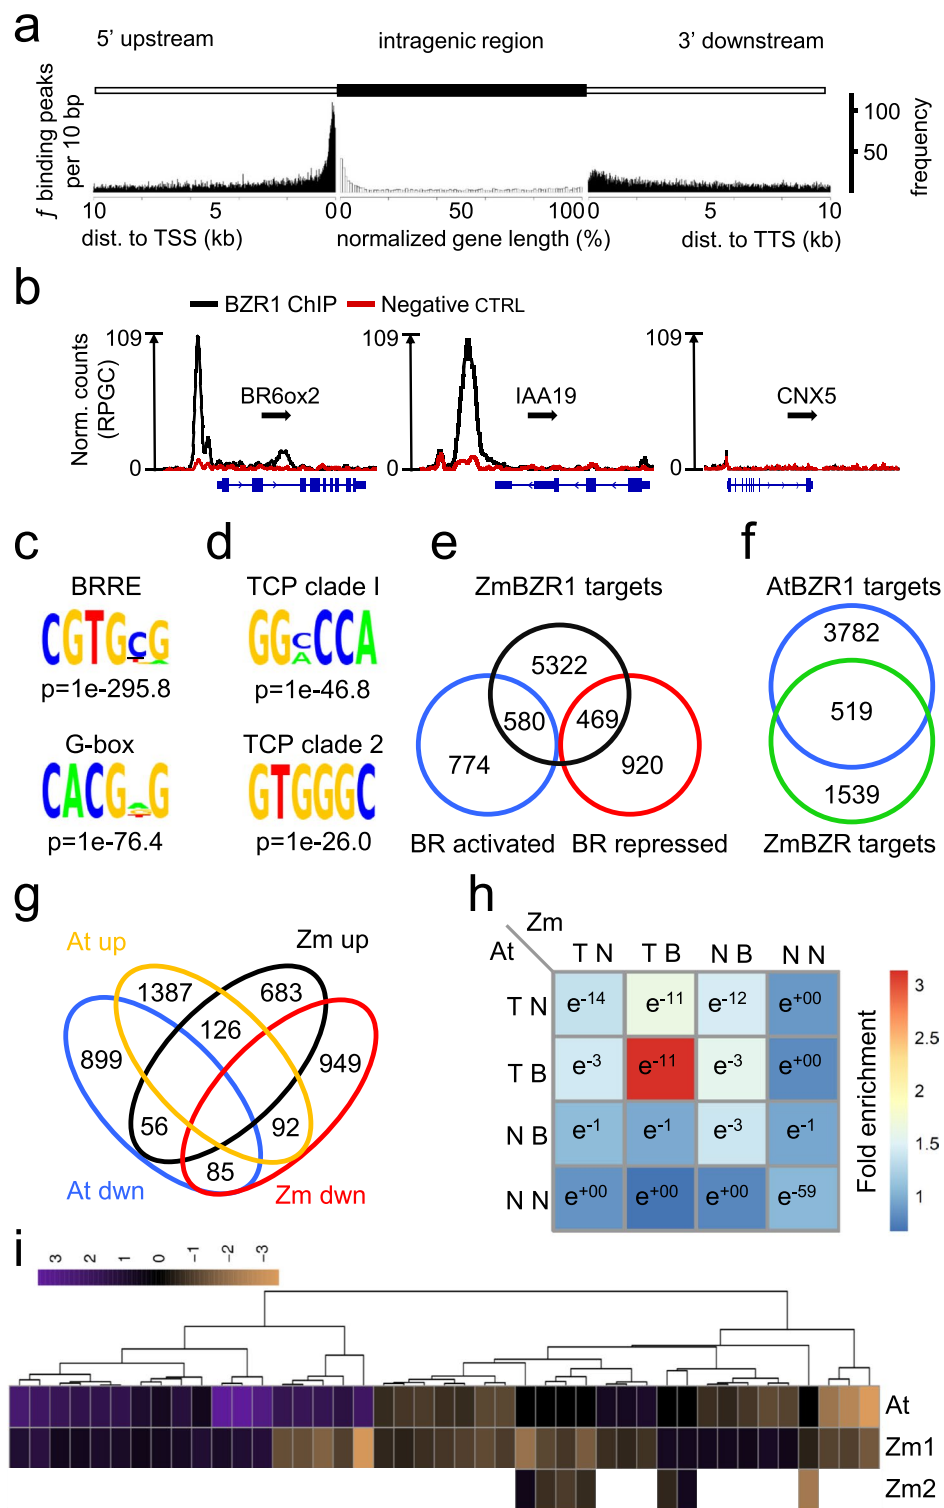 a
5’ upstream
intragenic region
3’ downstream
ƒ binding peaks
per 10 bp
100
50
frequency
10
5
0
0
50
100
0
5
10
dist. to TSS (kb)
normalized gene length (%)
dist. to TTS (kb)
b
BZR1 ChIP
Negative CTRL
Norm. counts
(RPGC)
109
0
BR6ox2
109
0
IAA19
109
0
CNX5
c
BRRE
CGTGCG
p=1e-295.8
G-box
CACG G
p=1e-76.4
d
TCP clade I
GGCCCA
A
p=1e-46.8
TCP clade 2
GTGGGC
p=1e-26.0
e
ZmBZR1 targets
5322
580
469
774
920
BR activated
BR repressed
f
AtBZR1 targets
3782
519
1539
ZmBZR targets
g
At up
Zm up
1387
683
126
899
949
56
92
85
At dwn
Zm dwn
h
Zm
At
T N
T B
N B
N N
T N
e-14
e-11
e-12
e+00
T B
e-3
e-11
e-3
e+00
N B
e-1
e-1
e-3
e-1
N N
e+00
e+00
e+00
e-59
3
2.5
2
1.5
1
Fold enrichment
i
3
2
1
0
-1
-2
-3
At
Zm1
Zm2